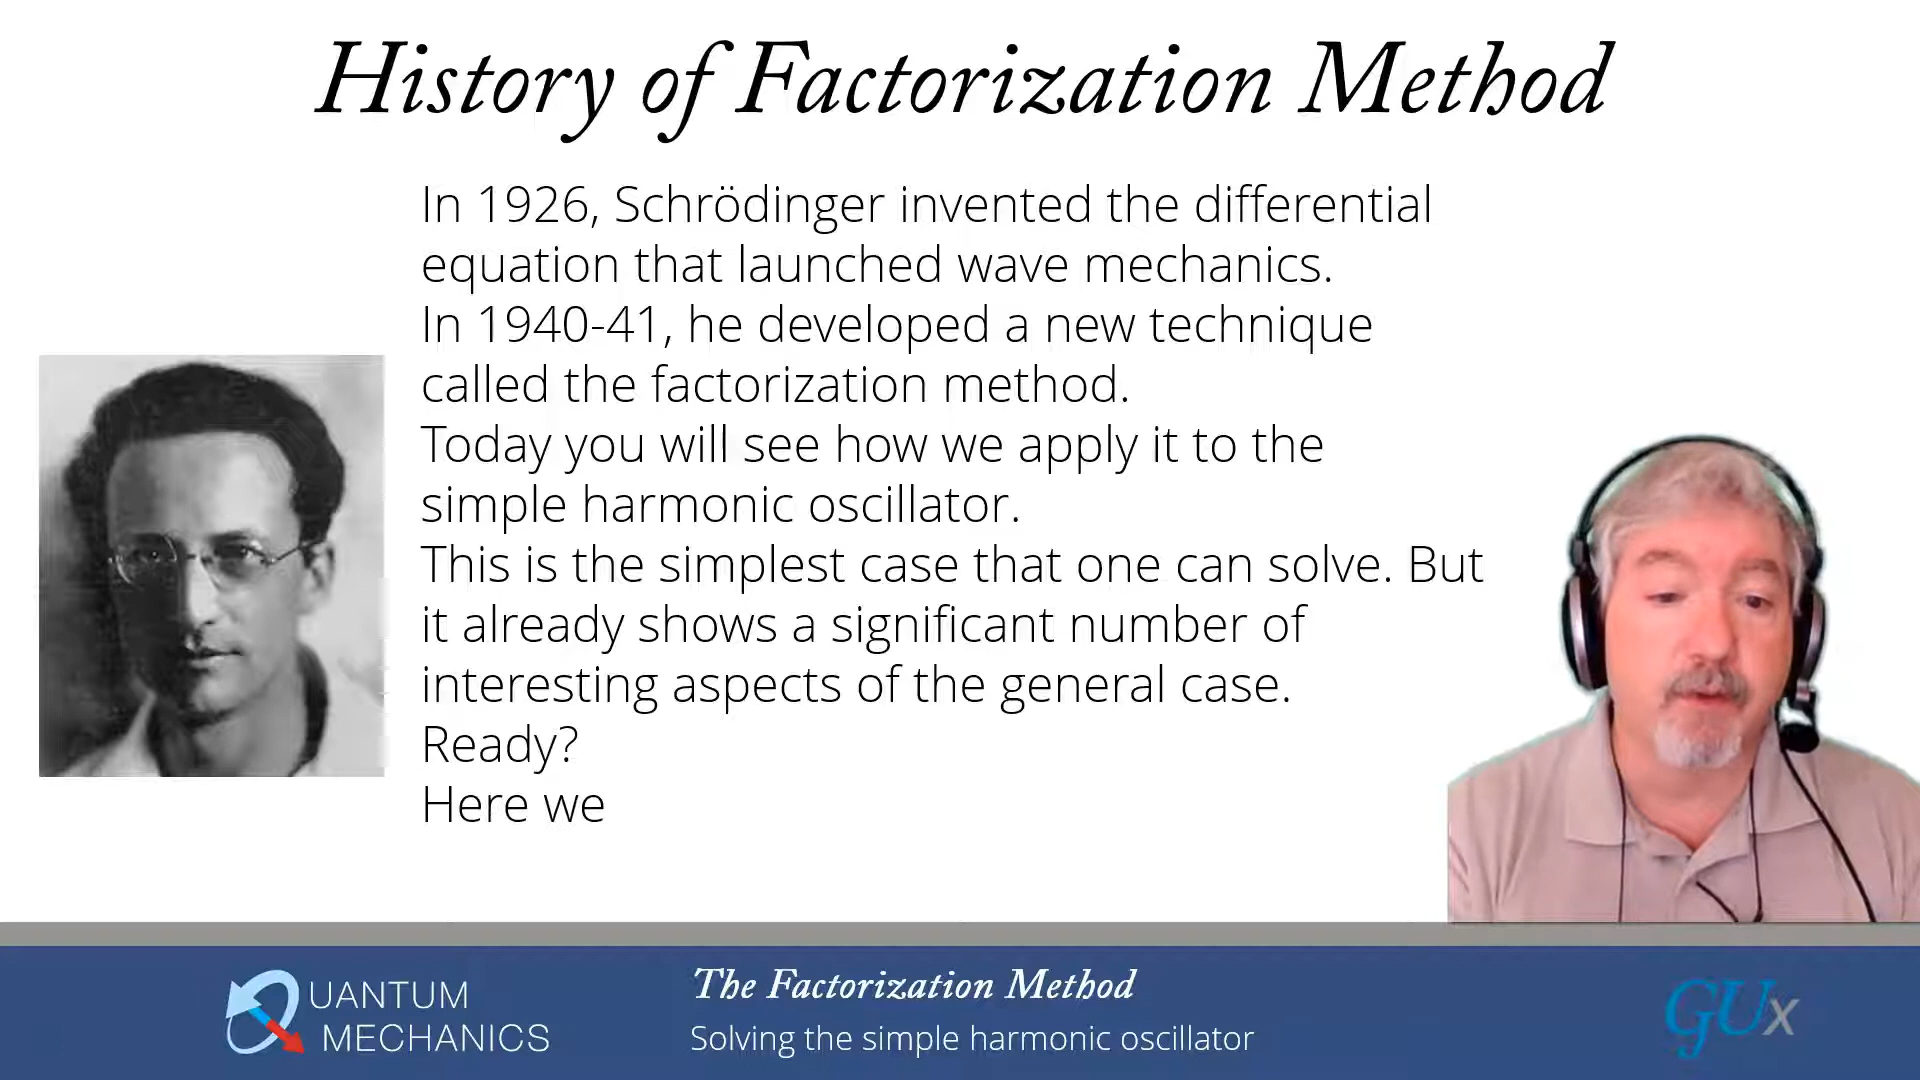 History of Factorization Method
In 1926, Schrödinger invented the differential
equation that launched wave mechanics.
In 1940-41, he developed a new technique
called the factorization method.
Today you will see how we apply it to the
simple harmonic oscillator.
This is the simplest case that one can solve. But
it already shows a significant number of
interesting aspects of the general case.
Ready?
Here we
QUANTUM
MECHANICS
The Factorization Method
Solving the simple harmonic oscillator
GUx